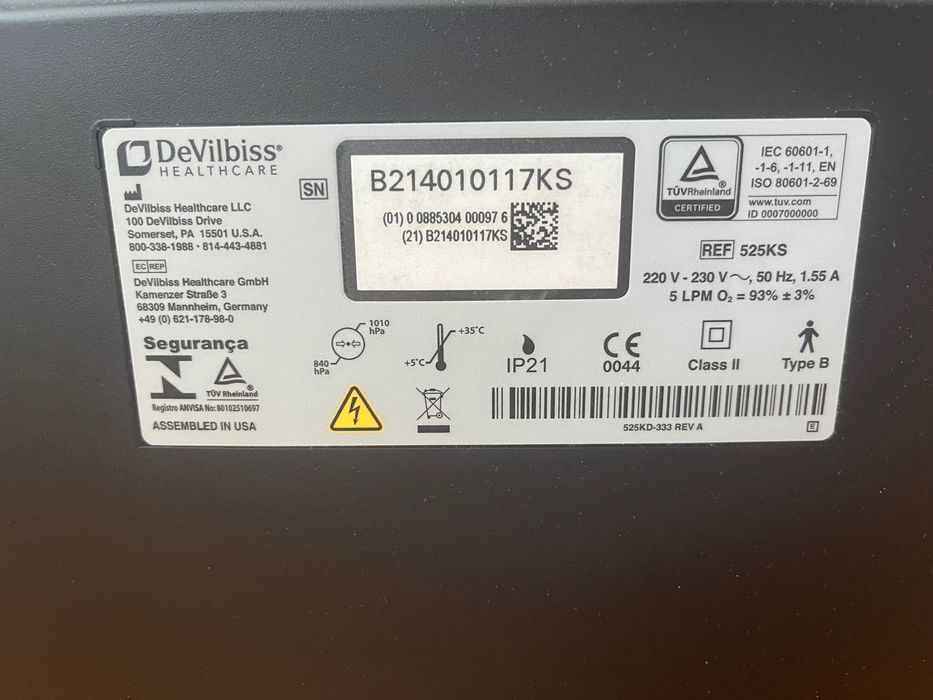 DeVilbiss®
HEALTHCARE
DeVilbiss Healthcare LLC
100 DeVilbiss Drive
Somerset, PA 15501 U.S.A.
800-338-1988 • 814-443-4881
EC REP
DeVilbiss Healthcare GmbH
Kamenzer Straße 3
68309 Mannheim, Germany
+49 (0) 621-178-98-0
Segurança
N
TÜV Rheinland®
Registro ANVISA No: 80102510697
ASSEMBLED IN USA
SN
B214010117KS
(01) 0 0885304 00097 6
(21) B214010117KS
1010
hPa
840
hPa
+35°C
+5°C
IP21
CE
0044
Class II
Type B
525KD-333 REV A
E
TÜVRheinland®
CERTIFIED
IEC 60601-1,
-1-6, -1-11, EN
ISO 80601-2-69
www.tuv.com
ID 0007000000
REF 525KS
220 V - 230 V ~, 50 Hz, 1.55 A
5 LPM O₂ = 93% ± 3%